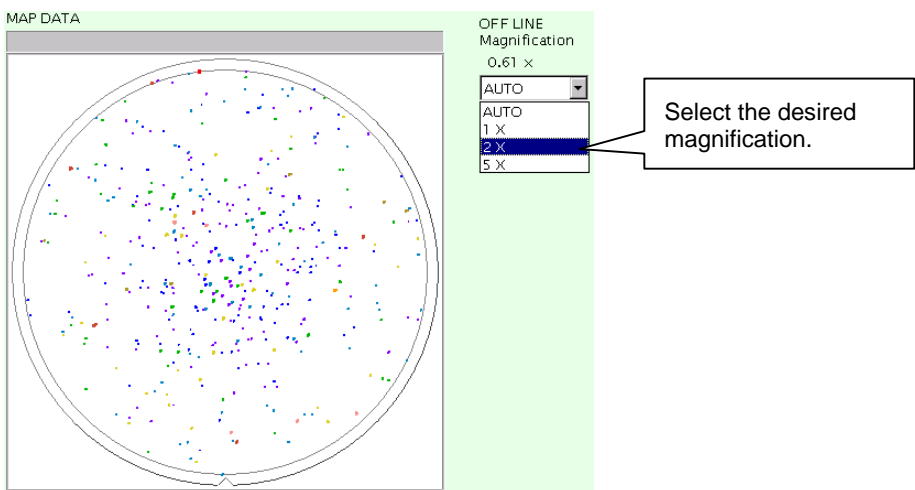 MAP DATA
OFF LINE
Magnification
0.61 ×
AUTO
AUTO
1 X
2 X
5 X
Select the desired
magnification.